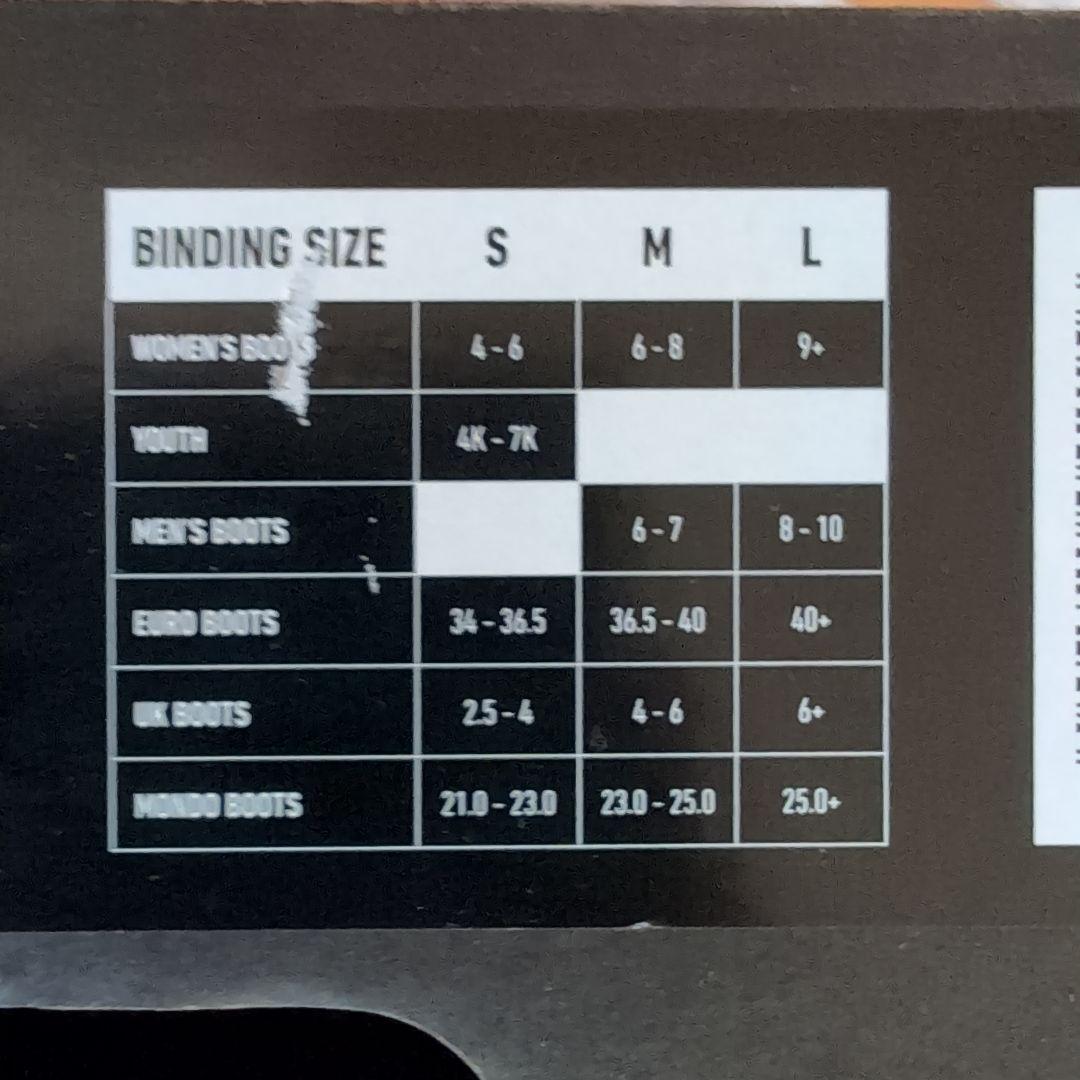 BINDING SIZE S M L
WOMEN'S BOOTS 4 - 6 6 - 8 9+
YOUTH 4K - 7K
MEN'S BOOTS 6 - 7 8 - 10
EURO BOOTS 34 - 36.5 36.5 - 40 40+
UK BOOTS 2.5 - 4 4 - 6 6+
MONDO BOOTS 21.0 - 23.0 23.0 - 25.0 25.0+